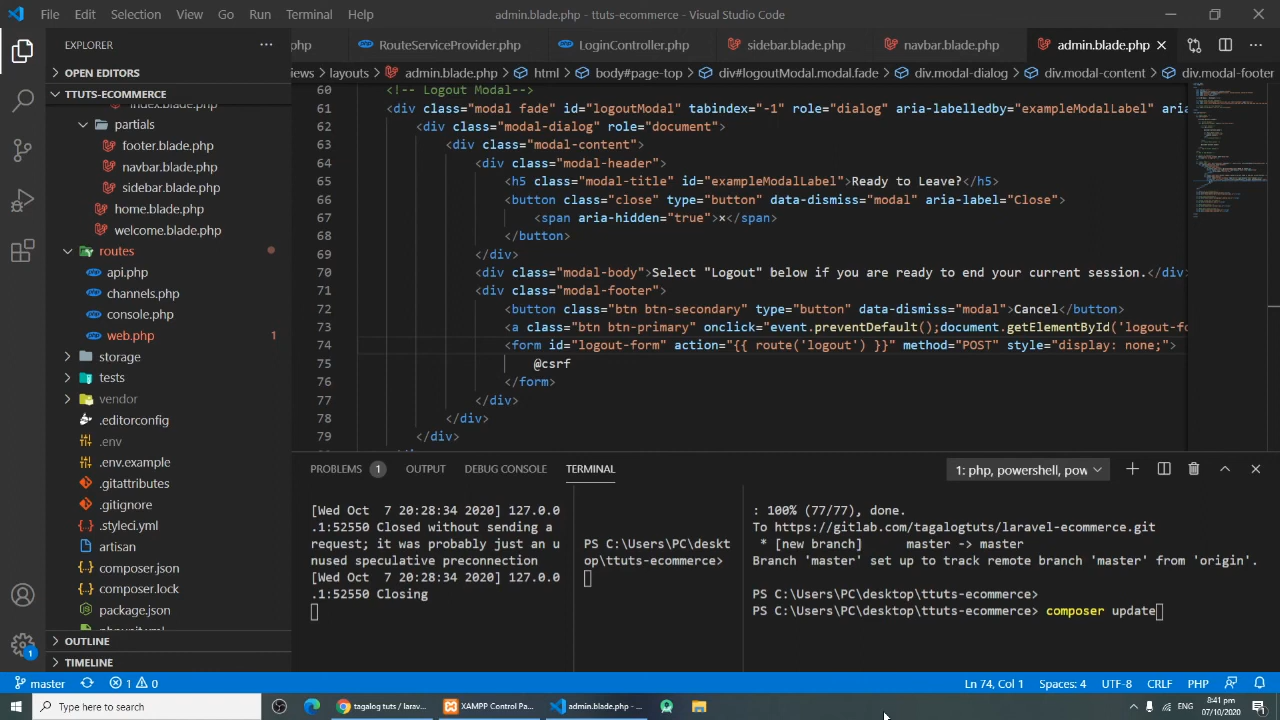 File Edit Selection View Go Run Terminal Help
admin.blade.php - ttuts-ecommerce - Visual Studio Code
EXPLORER
OPEN EDITORS
TTUTS-ECOMMERCE
index.blade.php
partials
footer.blade.php
navbar.blade.php
sidebar.blade.php
home.blade.php
welcome.blade.php
routes
api.php
channels.php
console.php
web.php 1
storage
tests
vendor
.editorconfig
.env
.env.example
.gitattributes
.gitignore
.styleci.yml
artisan
composer.json
composer.lock
package.json
OUTLINE
TIMELINE
php RouteServiceProvider.php LoginController.php sidebar.blade.php navbar.blade.php admin.blade.php
iews > layouts > admin.blade.php > html > body#page-top > div#logoutModal.modal.fade > div.modal-dialog > div.modal-content > div.modal-footer
60 <!-- Logout Modal-->
61 <div class="modal fade" id="logoutModal" tabindex="-1" role="dialog" aria-labelledby="exampleModalLabel" aria
62 <div class="modal-dialog" role="document">
63 <div class="modal-content">
64 <div class="modal-header">
65 <h5 class="modal-title" id="exampleModalLabel">Ready to Leave?</h5>
66 <button class="close" type="button" data-dismiss="modal" aria-label="Close">
67 <span aria-hidden="true">×</span>
68 </button>
69 </div>
70 <div class="modal-body">Select "Logout" below if you are ready to end your current session.</div>
71 <div class="modal-footer">
72 <button class="btn btn-secondary" type="button" data-dismiss="modal">Cancel</button>
73 <a class="btn btn-primary" onclick="event.preventDefault();document.getElementById('logout-fo
74 <form id="logout-form" action="{{ route('logout') }}" method="POST" style="display: none;">
75 @csrf
76 </form>
77 </div>
78 </div>
79 </div>
PROBLEMS 1 OUTPUT DEBUG CONSOLE TERMINAL
1: php, powershell, pow
[Wed Oct 7 20:28:34 2020] 127.0.0
.1:52550 Closed without sending a
request; it was probably just an u
nused speculative preconnection
[Wed Oct 7 20:28:34 2020] 127.0.0
.1:52550 Closing
PS C:\Users\PC\deskt
op\ttuts-ecommerce>
: 100% (77/77), done.
To https://gitlab.com/tagalogtuts/laravel-ecommerce.git
* [new branch] master -> master
Branch 'master' set up to track remote branch 'master' from 'origin'.
PS C:\Users\PC\desktop\ttuts-ecommerce>
PS C:\Users\PC\desktop\ttuts-ecommerce> composer update
1
master 1 0
Ln 74, Col 1 Spaces: 4 UTF-8 CRLF PHP
Type here to search
tagalog tuts / larav...
XAMPP Control Pa...
admin.blade.php - ...
8:41 pm
07/10/2020
1